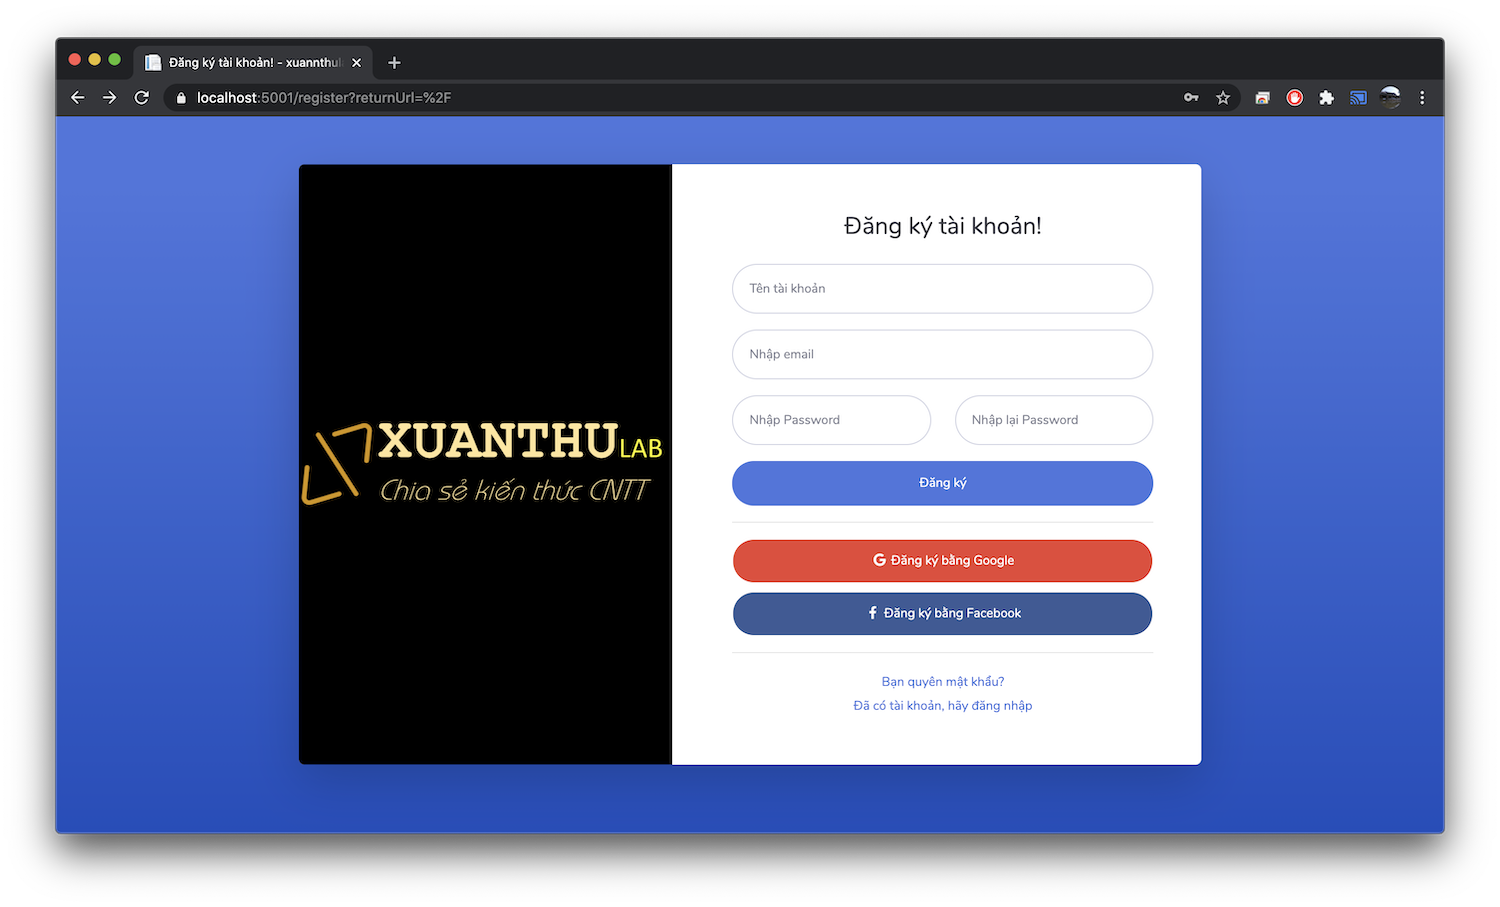 Đăng ký tài khoản! - xuannthul
localhost:5001/register?returnUrl=%2F
XUANTHULAB
Chia sẻ kiến thức CNTT
Đăng ký tài khoản!
Tên tài khoản
Nhập email
Nhập Password
Nhập lại Password
Đăng ký
Đăng ký bằng Google
Đăng ký bằng Facebook
Bạn quyên mật khẩu?
Đã có tài khoản, hãy đăng nhập